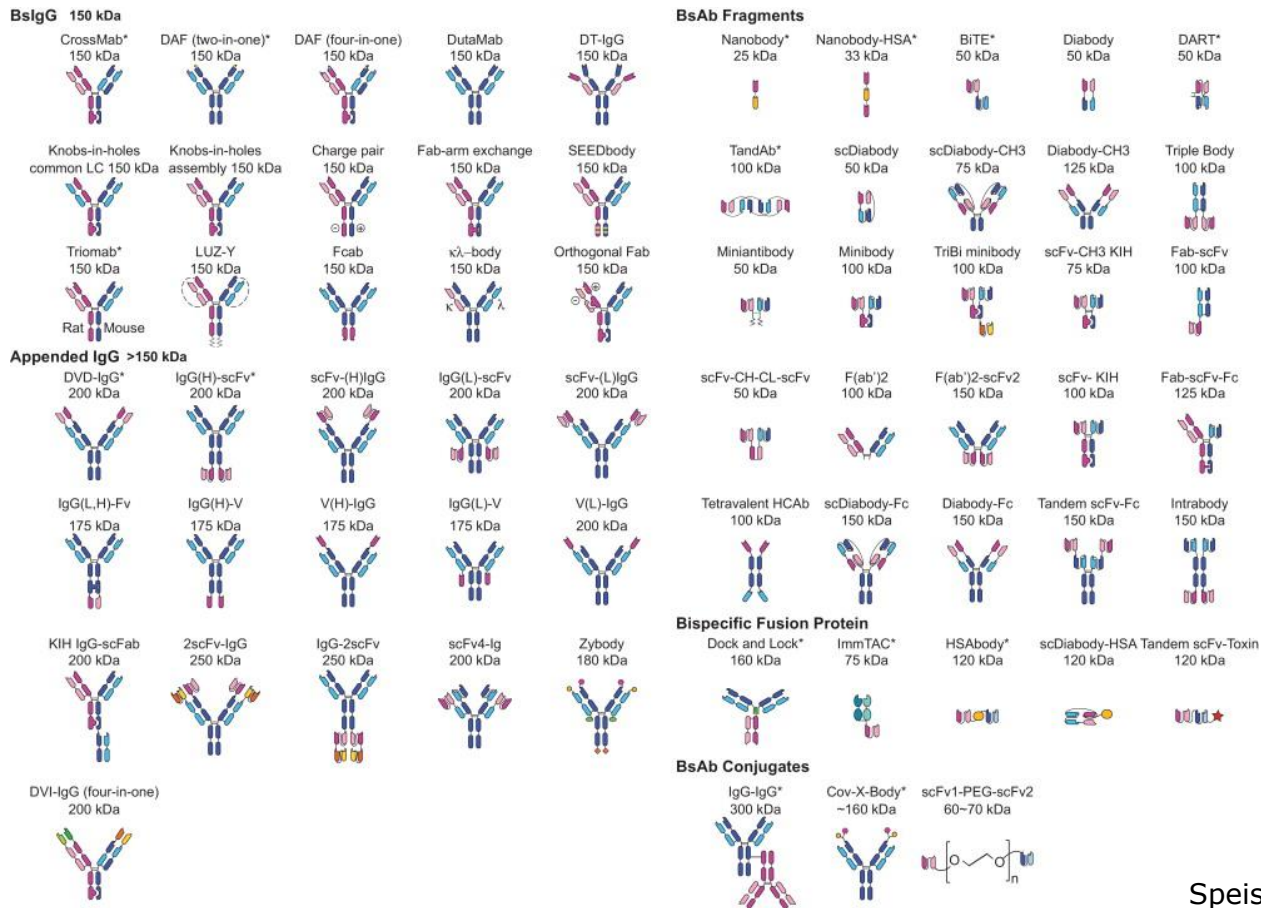 BsIgG 150 kDa
CrossMab* DAF (two-in-one)* DAF (four-in-one) DutaMab DT-IgG
150 kDa 150 kDa 150 kDa 150 kDa 150 kDa
Knobs-in-holes Knobs-in-holes Charge pair Fab-arm exchange SEEDbody
common LC 150 kDa assembly 150 kDa 150 kDa 150 kDa 150 kDa
- +
Triomab* LUZ-Y Fcab κλ-body Orthogonal Fab
150 kDa 150 kDa 150 kDa 150 kDa 150 kDa
+
- 
κ λ
Rat Mouse
Appended IgG >150 kDa
DVD-IgG* IgG(H)-scFv* scFv-(H)IgG IgG(L)-scFv scFv-(L)IgG
200 kDa 200 kDa 200 kDa 200 kDa 200 kDa
IgG(L,H)-Fv IgG(H)-V V(H)-IgG IgG(L)-V V(L)-IgG
175 kDa 175 kDa 175 kDa 175 kDa 200 kDa
KIH IgG-scFab 2scFv-IgG IgG-2scFv scFv4-Ig Zybody
200 kDa 250 kDa 250 kDa 200 kDa 180 kDa
DVI-IgG (four-in-one)
200 kDa
BsAb Fragments
Nanobody* Nanobody-HSA* BiTE* Diabody DART*
25 kDa 33 kDa 50 kDa 50 kDa 50 kDa
TandAb* scDiabody scDiabody-CH3 Diabody-CH3 Triple Body
100 kDa 50 kDa 75 kDa 125 kDa 100 kDa
Miniantibody Minibody TriBi minibody scFv-CH3 KIH Fab-scFv
50 kDa 100 kDa 100 kDa 75 kDa 100 kDa
scFv-CH-CL-scFv F(ab')2 F(ab')2-scFv2 scFv- KIH Fab-scFv-Fc
50 kDa 100 kDa 150 kDa 100 kDa 125 kDa
Tetravalent HCAb scDiabody-Fc Diabody-Fc Tandem scFv-Fc Intrabody
100 kDa 150 kDa 150 kDa 150 kDa 150 kDa
Bispecific Fusion Protein
Dock and Lock* ImmTAC* HSAbody* scDiabody-HSA Tandem scFv-Toxin
160 kDa 75 kDa 120 kDa 120 kDa 120 kDa
BsAb Conjugates
IgG-IgG* Cov-X-Body* scFv1-PEG-scFv2
300 kDa ~160 kDa 60~70 kDa
O O
n
Speis